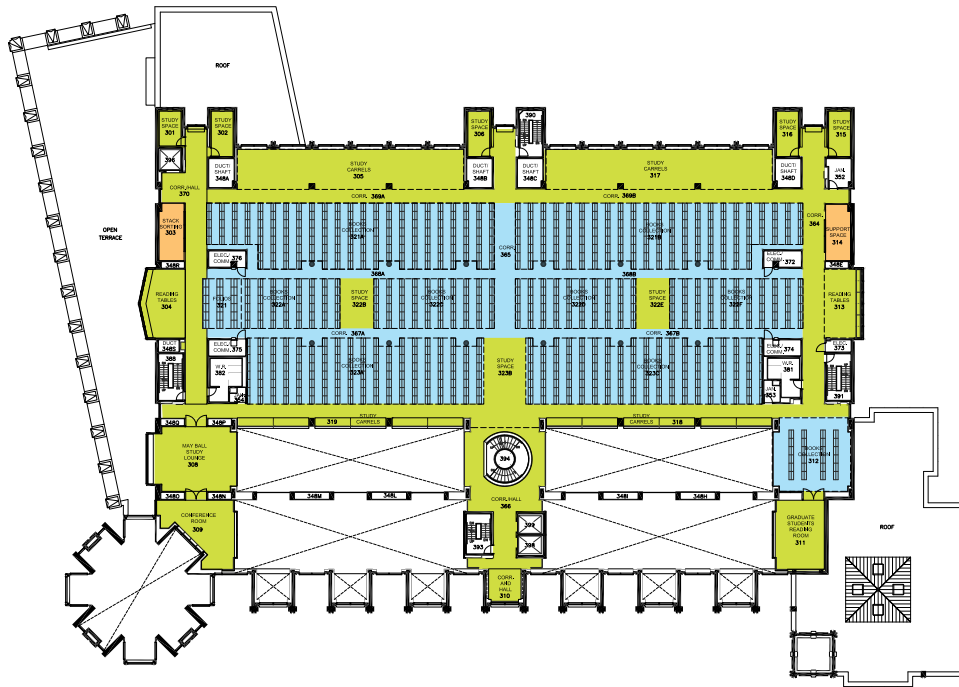 ROOF
390
STUDY
SPACE
301
STUDY
SPACE
302
STUDY
SPACE
306
STUDY
SPACE
316
STUDY
SPACE
315
396
DUCT/
SHAFT
348A
STUDY
CARRELS
305
DUCT/
SHAFT
348B
DUCT/
SHAFT
348C
STUDY
CARRELS
317
DUCT/
SHAFT
348D
JAN.
352
CORR./HALL
370
CORR. 369A
CORR. 369B
CORR.
364
OPEN
TERRACE
STACK
SORTING
303
BOOKS
COLLECTION
321A
CORR.
365
BOOKS
COLLECTION
321B
SUPPORT
SPACE
314
ELEC./
COMM.
376
ELEC./
COMM.
372
348R
348E
368A
368B
READING
TABLES
304
FOLIOS
321
BOOKS
COLLECTION
322A
STUDY
SPACE
322B
BOOKS
COLLECTION
322C
BOOKS
COLLECTION
322D
STUDY
SPACE
322E
BOOKS
COLLECTION
322F
READING
TABLES
313
CORR. 367A
CORR. 367B
DUCT
348S
ELEC./
COMM.
375
ELEC./
COMM.
374
ELEC.
373
388
W.R.
382
BOOKS
COLLECTION
323A
STUDY
SPACE
323B
BOOKS
COLLECTION
323C
W.R.
381
JAN.
353
391
348Q
348P
STUDY
CARRELS
319
STUDY
CARRELS
318
MAY BALL
STUDY
LOUNGE
308
394
BOOKS
COLLECTION
312
348O
348N
348M
348L
CORR./HALL
366
348I
348H
CONFERENCE
ROOM
309
393
397
398
GRADUATE
STUDENTS
READING
ROOM
311
ROOF
CORR.
AND
HALL
310